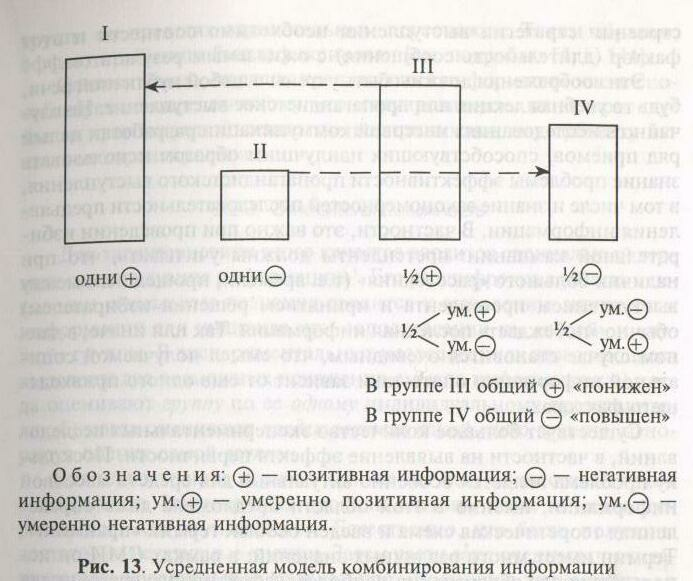 I
III
IV
II
одни ⊕
одни ⊖
½ ⊕
½ ⊖
½ ум. ⊕
ум. ⊖
½ ум. ⊖
ум. ⊕
В группе III общий ⊕ «понижен»
В группе IV общий ⊖ «повышен»
Обозначения: ⊕ — позитивная информация; ⊖ — негативная
информация; ум. ⊕ — умеренно позитивная информация; ум. ⊖ —
умеренно негативная информация.
Рис. 13. Усредненная модель комбинирования информации